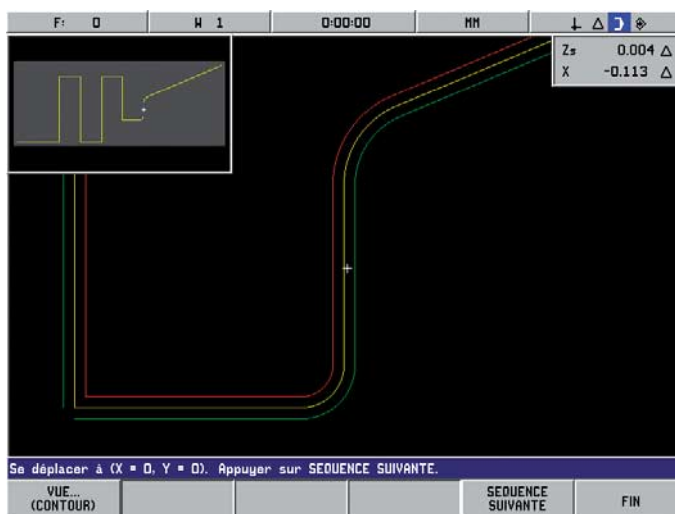 F: 0 W 1 0:00:00 MM
Zs 0.004 Δ
X -0.113 Δ
Se déplacer à (X = 0, Y = 0). Appuyer sur SEQUENCE SUIVANTE.
VUE...
(CONTOUR)
SEQUENCE
SUIVANTE
FIN